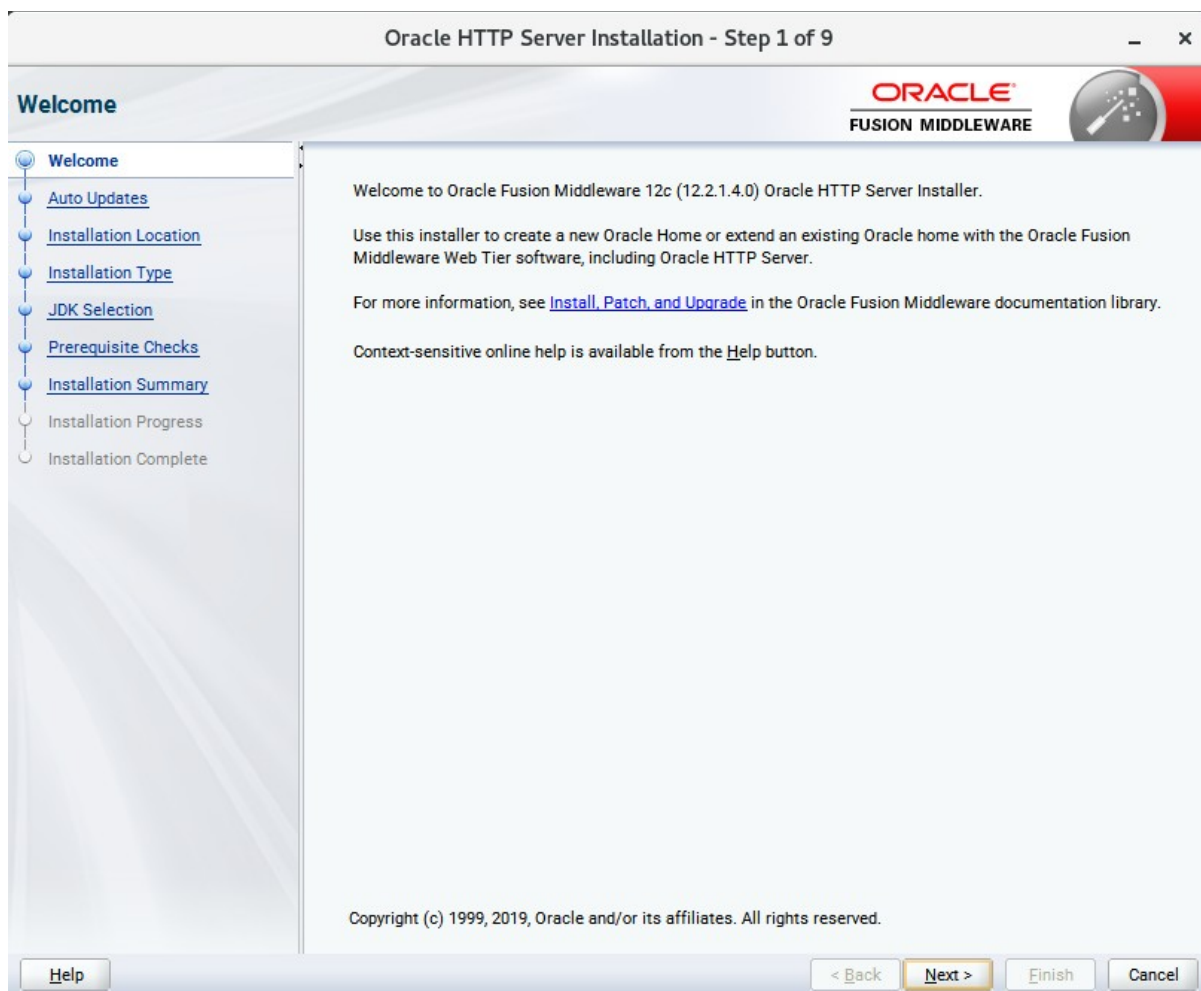 Oracle HTTP Server Installation - Step 1 of 9
Welcome
ORACLE
FUSION MIDDLEWARE
Welcome
Auto Updates
Installation Location
Installation Type
JDK Selection
Prerequisite Checks
Installation Summary
Installation Progress
Installation Complete
Welcome to Oracle Fusion Middleware 12c (12.2.1.4.0) Oracle HTTP Server Installer.
Use this installer to create a new Oracle Home or extend an existing Oracle home with the Oracle Fusion
Middleware Web Tier software, including Oracle HTTP Server.
For more information, see Install, Patch, and Upgrade in the Oracle Fusion Middleware documentation library.
Context-sensitive online help is available from the Help button.
Copyright (c) 1999, 2019, Oracle and/or its affiliates. All rights reserved.
Help
< Back
Next >
Finish
Cancel